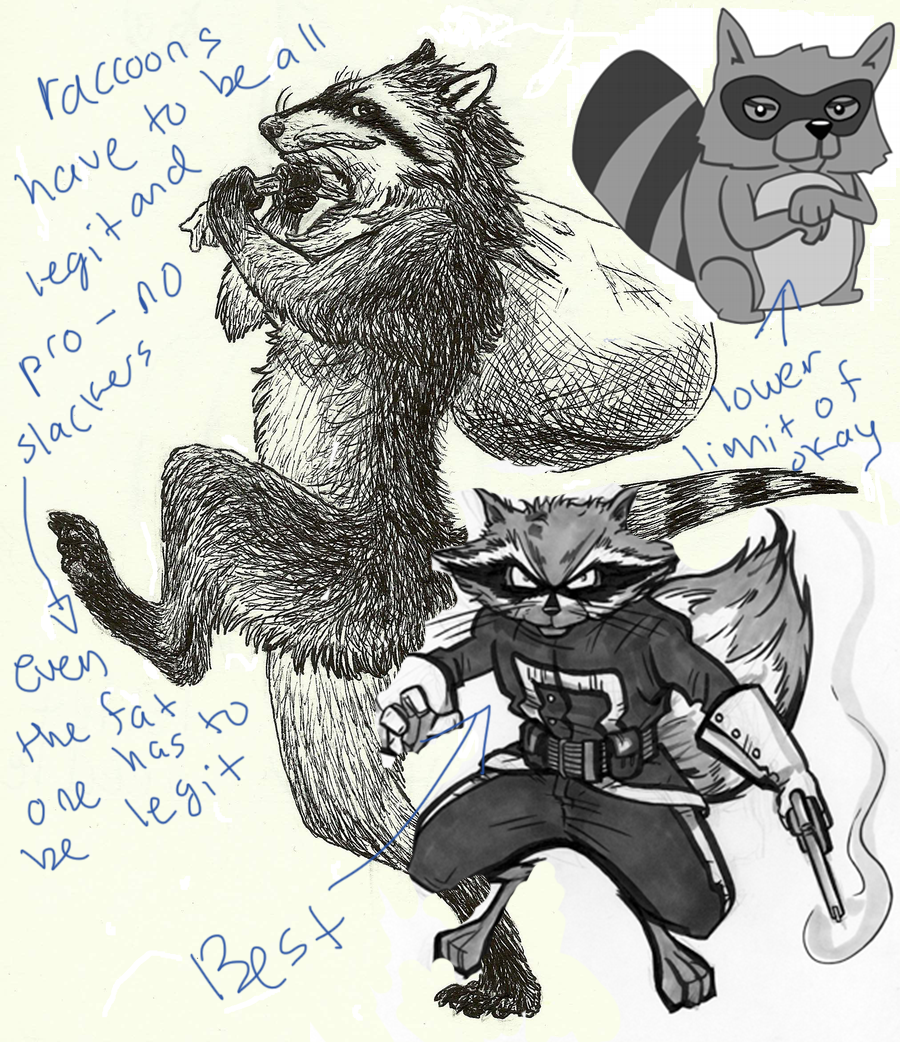 raccoons
have to be all
legit and
pro - no
slackers
even
the fat
one has to
be legit
lower
limit of
okay
Best